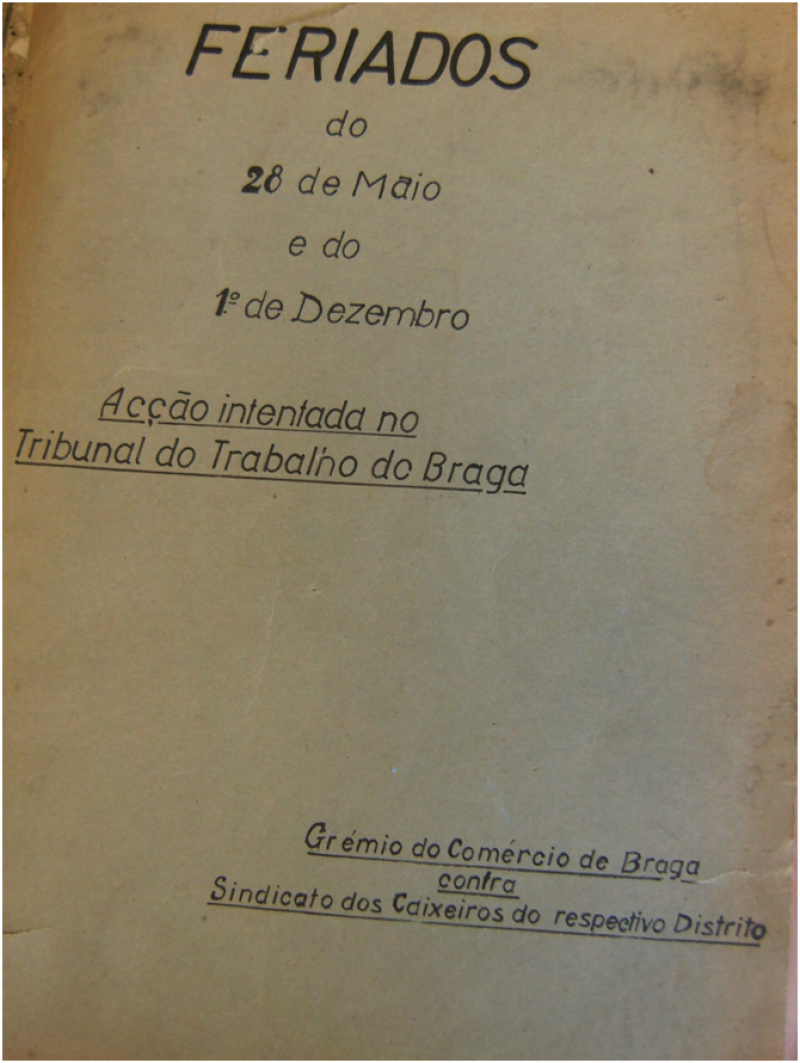 FERIADOS
do
28 de Maio
e do
1º de Dezembro
Acção intentada no
Tribunal do Trabalho de Braga
Grémio do Comércio de Braga
contra
Sindicato dos Caixeiros do respectivo Distrito